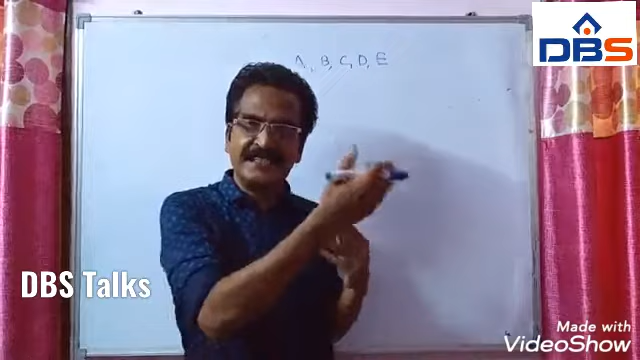 DBS
A, B, C, D, E
DBS Talks
Made with
VideoShow